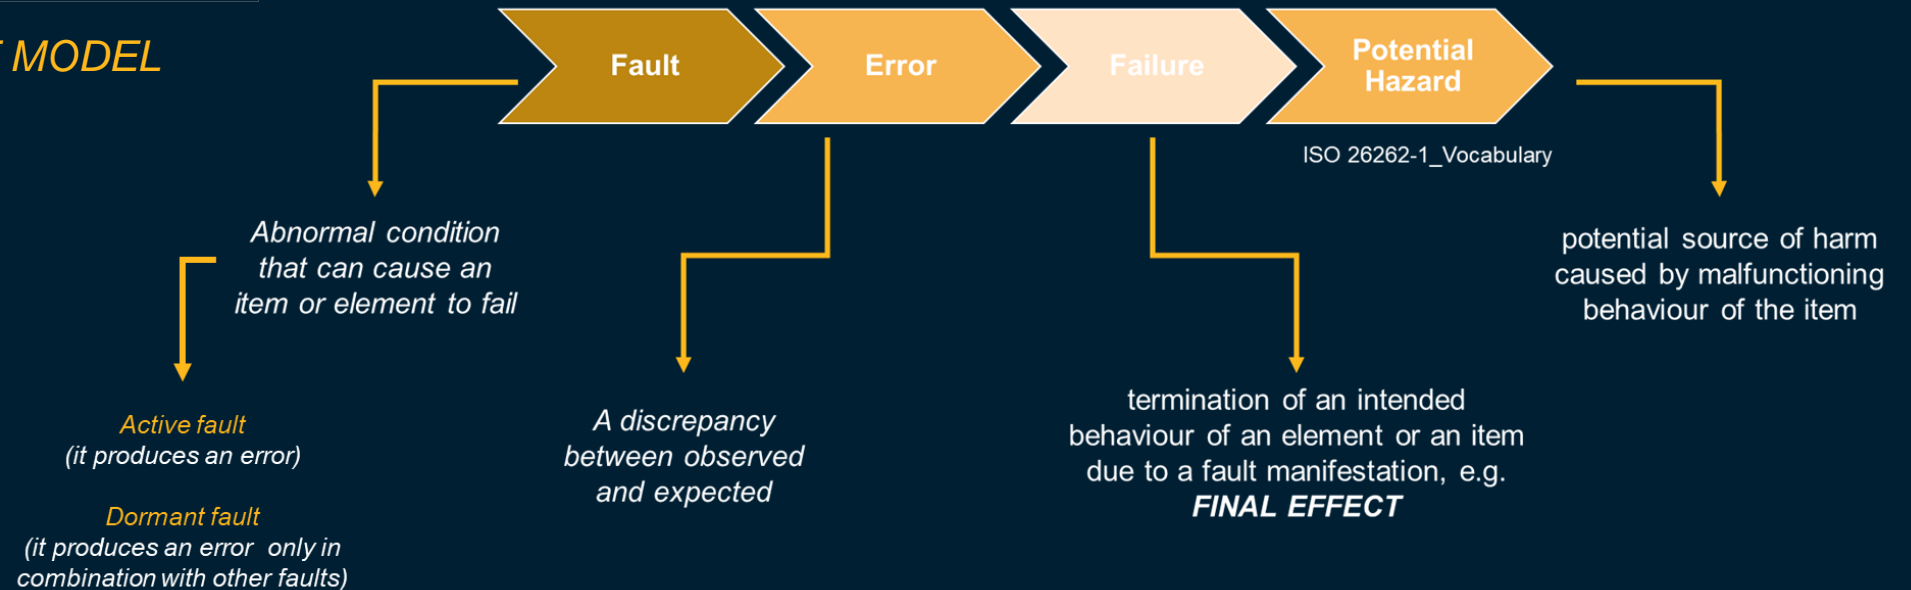 MODEL
Fault
Error
Failure
Potential
Hazard
ISO 26262-1_Vocabulary
Abnormal condition
that can cause an
item or element to fail
potential source of harm
caused by malfunctioning
behaviour of the item
Active fault
(it produces an error)
Dormant fault
(it produces an error only in
combination with other faults)
A discrepancy
between observed
and expected
termination of an intended
behaviour of an element or an item
due to a fault manifestation, e.g.
FINAL EFFECT